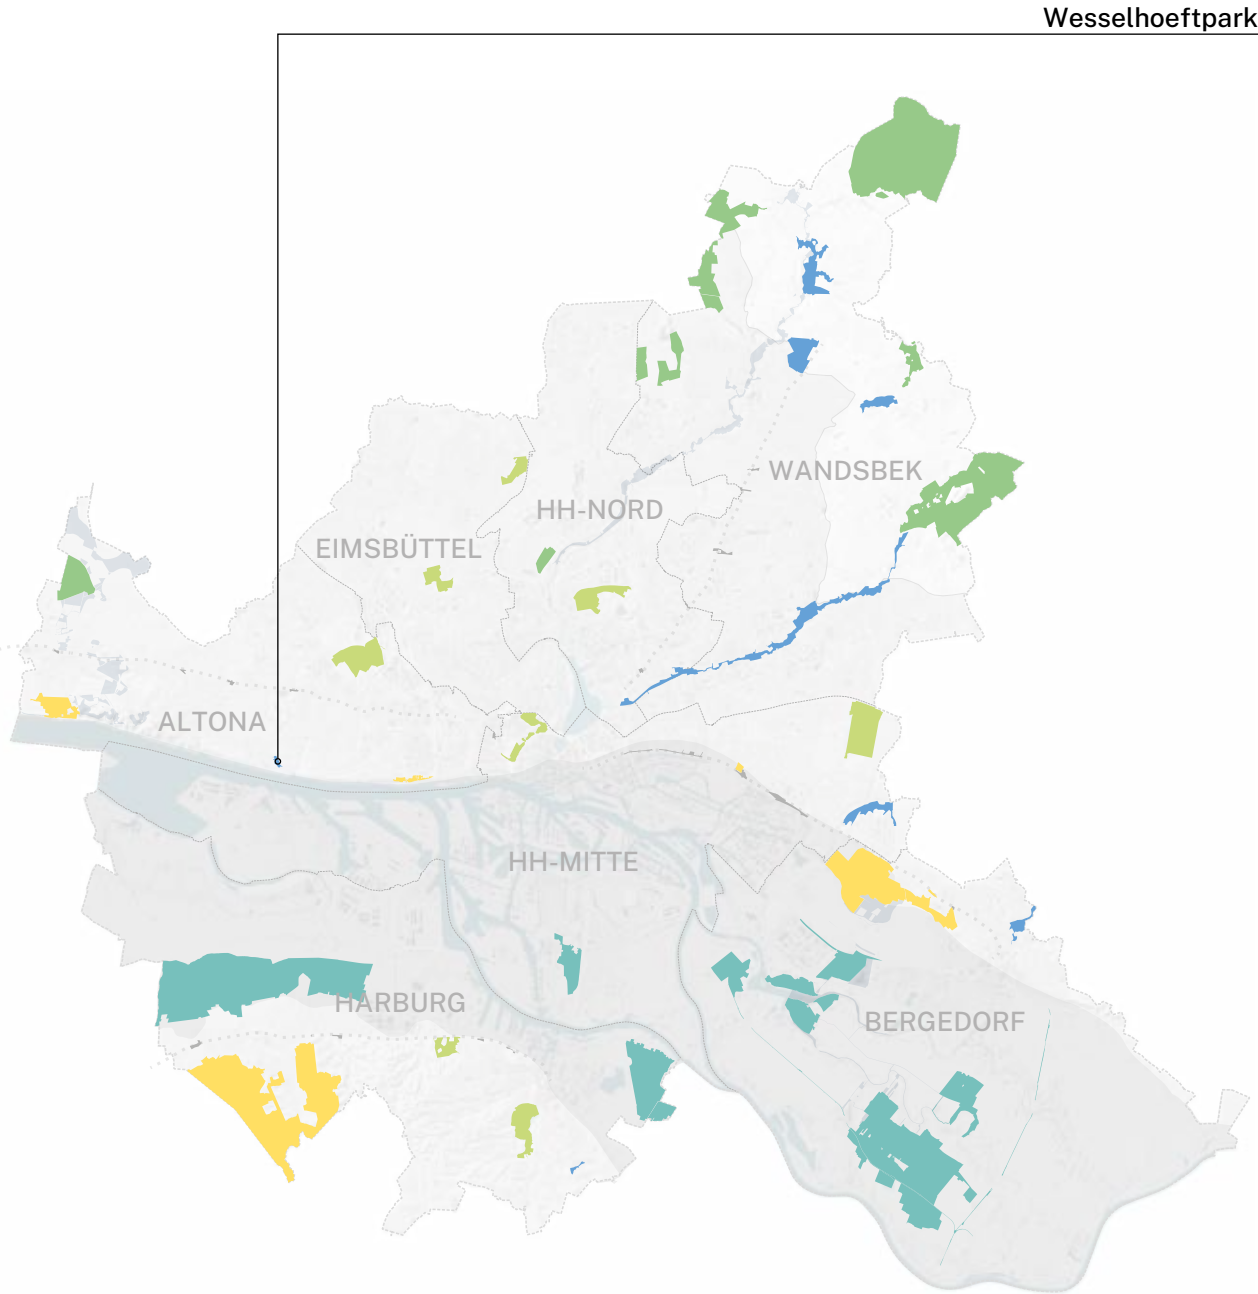 Wesselhoeftpark
WANDSBEK
HH-NORD
EIMSBÜTTEL
ALTONA
HH-MITTE
HARBURG
BERGEDORF